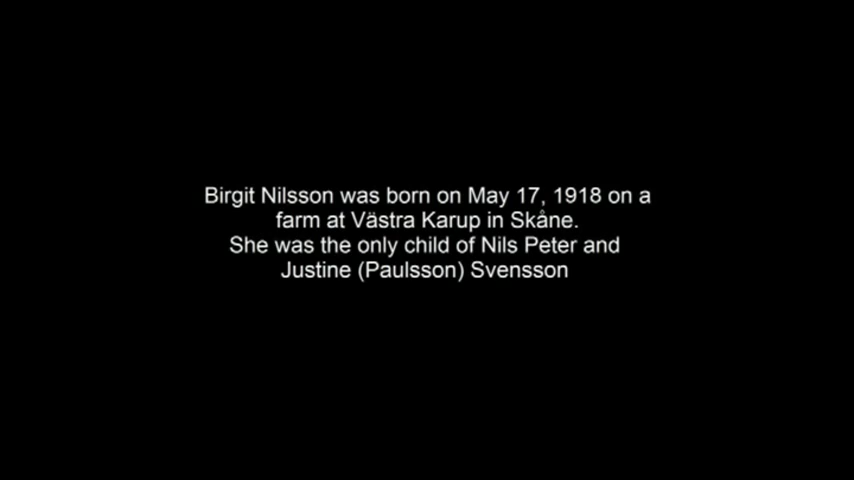 Birgit Nilsson was born on May 17, 1918 on a
farm at Västra Karup in Skåne.
She was the only child of Nils Peter and
Justine (Paulsson) Svensson